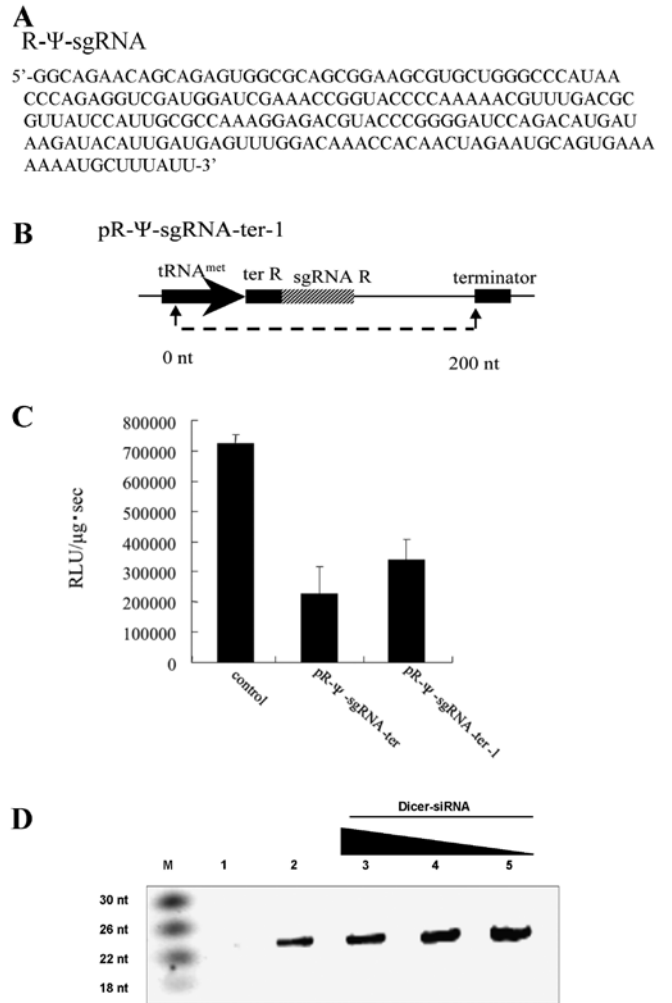 A
R-Ψ-sgRNA
5'-GGCAGAACAGCAGAGUGGCGCAGCGGAAGCGUGCUGGGCCCAUAA
CCCAGAGGUCGAUGGAUCGAAACCGGUACCCCAAAAACGUUUGACGC
GUUAUCCAUUGCGCCAAAGGAGACGUACCCGGGGAUCCAGACAUGAU
AAGAUACAUUGAUGAGUUUGGACAAACCACAACUAGAAUGCAGUGAAA
AAAAUGCUUUAUU-3'
B
pR-Ψ-sgRNA-ter-1
tRNAmet ter R sgRNA R terminator
0 nt 200 nt
C
RLU/μg·sec
800000
700000
600000
500000
400000
300000
200000
100000
0
control
pR-Ψ-sgRNA-ter
pR-Ψ-sgRNA-ter-1
D
Dicer-siRNA
M 1 2 3 4 5
30 nt
26 nt
22 nt
18 nt